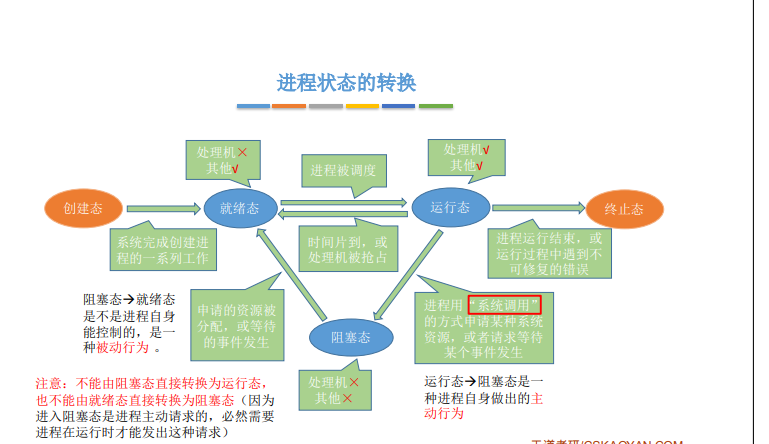 进程状态的转换
处理机×
其他√
进程被调度
处理机√
其他√
创建态
就绪态
运行态
终止态
系统完成创建进
程的一系列工作
时间片到，或
处理机被抢占
进程运行结束，或
运行过程中遇到不
可修复的错误
阻塞态→就绪态
是不是进程自身
能控制的，是一
种被动行为 。
申请的资源被
分配，或等待
的事件发生
阻塞态
进程用“系统调用”
的方式申请某种系统
资源，或者请求等待
某个事件发生
处理机×
其他×
注意：不能由阻塞态直接转换为运行态，
也不能由就绪态直接转换为阻塞态（因为
进入阻塞态是进程主动请求的，必然需要
进程在运行时才能发出这种请求）
运行态→阻塞态是一
种进程自身做出的主
动行为
王道考研/CSKAOYAN.COM